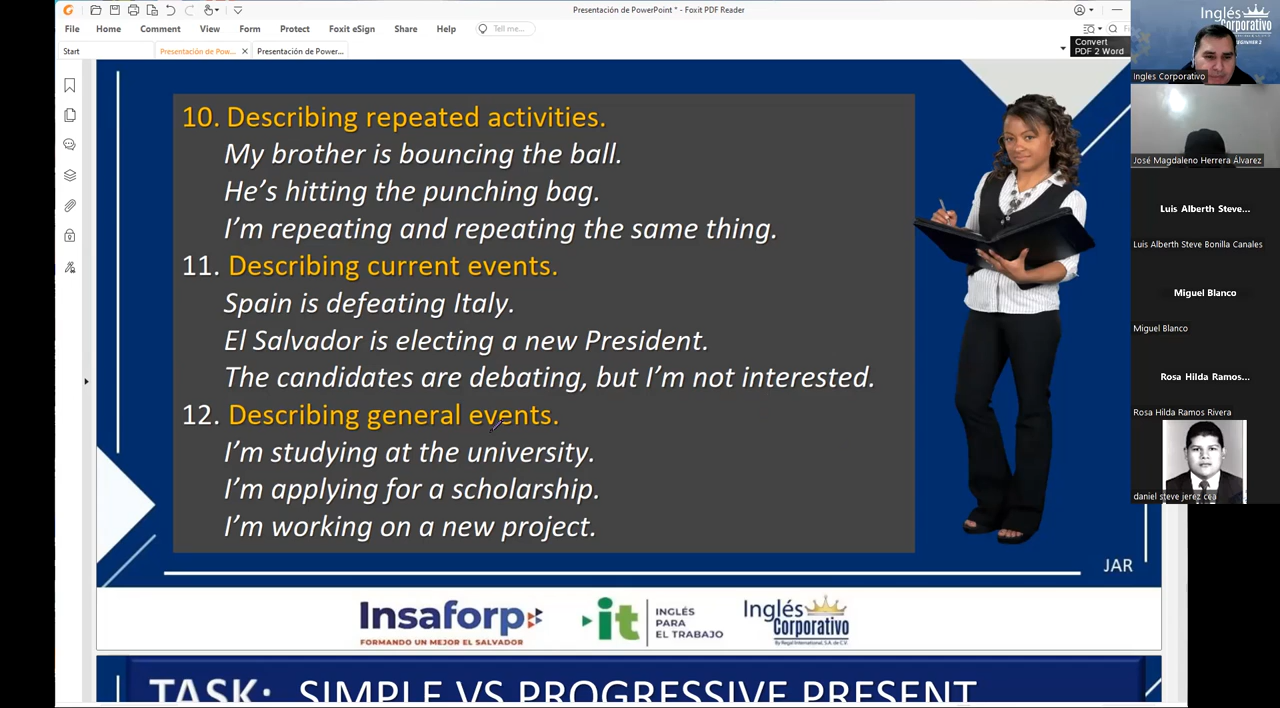 Presentación de PowerPoint * - Foxit PDF Reader
File Home Comment View Form Protect Foxit eSign Share Help Tell me...
Start Presentación de Pow... Presentación de Power...
Convert
PDF 2 Word
10. Describing repeated activities.
My brother is bouncing the ball.
He's hitting the punching bag.
I'm repeating and repeating the same thing.
11. Describing current events.
Spain is defeating Italy.
El Salvador is electing a new President.
The candidates are debating, but I'm not interested.
12. Describing general events.
I'm studying at the university.
I'm applying for a scholarship.
I'm working on a new project.
JAR
Insaforp
FORMANDO UN MEJOR EL SALVADOR
it
INGLÉS
PARA
EL TRABAJO
Inglés
Corporativo
By Regal International, S.A. de C.V.
TASK: SIMPLE VS PROGRESSIVE PRESENT
Inglés
Corporativo
Ingles Corporativo
José Magdaleno Herrera Álvarez
Luis Alberth Steve...
Luis Alberth Steve Bonilla Canales
Miguel Blanco
Miguel Blanco
Rosa Hilda Ramos...
Rosa Hilda Ramos Rivera
daniel steve jerez cea